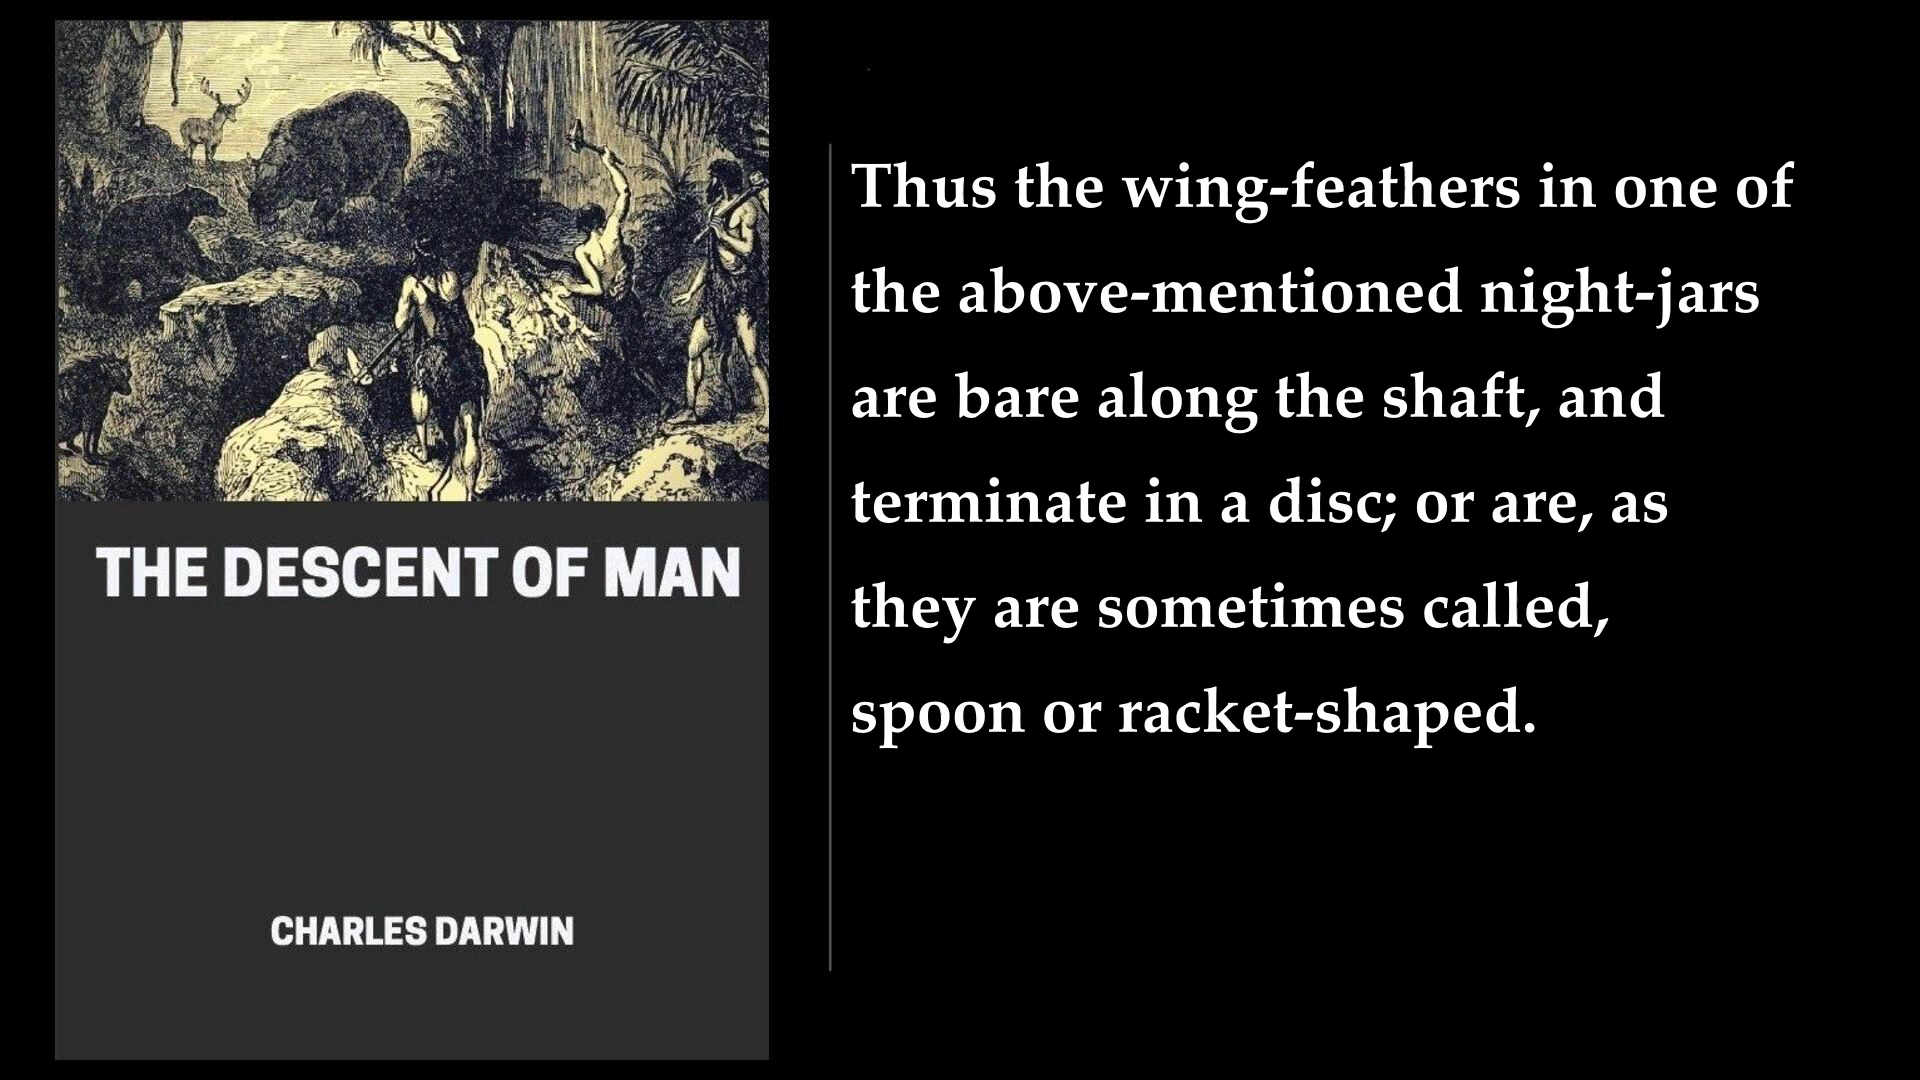 THE DESCENT OF MAN
CHARLES DARWIN
Thus the wing-feathers in one of
the above-mentioned night-jars
are bare along the shaft, and
terminate in a disc; or are, as
they are sometimes called,
spoon or racket-shaped.